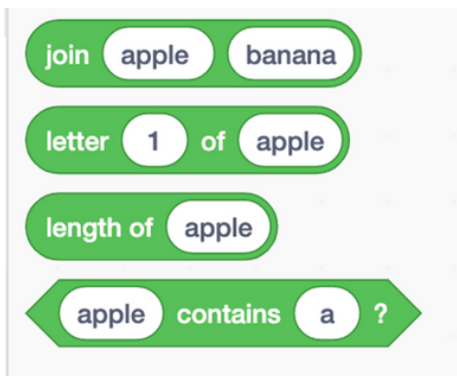 join apple banana
letter 1 of apple
length of apple
apple contains a ?